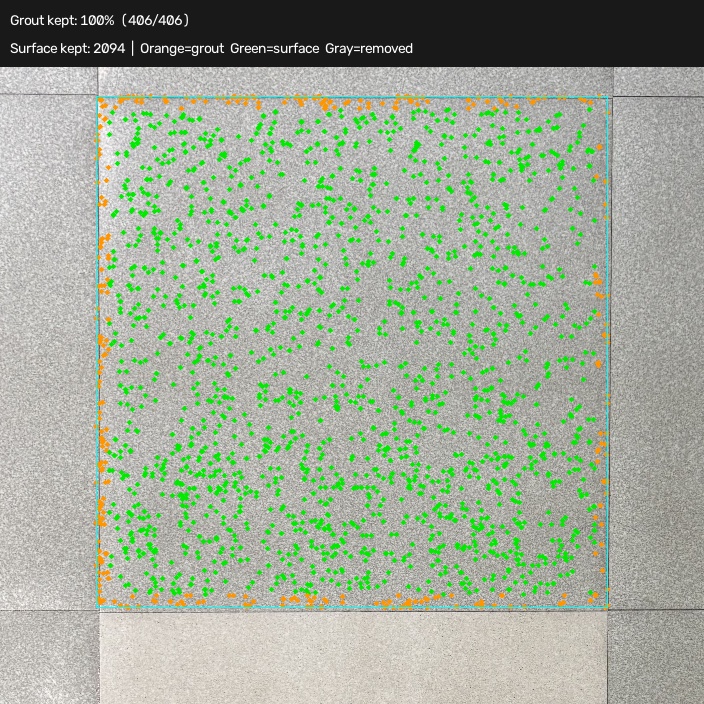 Grout kept: 100% (406/406)
Surface kept: 2094 | Orange=grout Green=surface Gray=removed